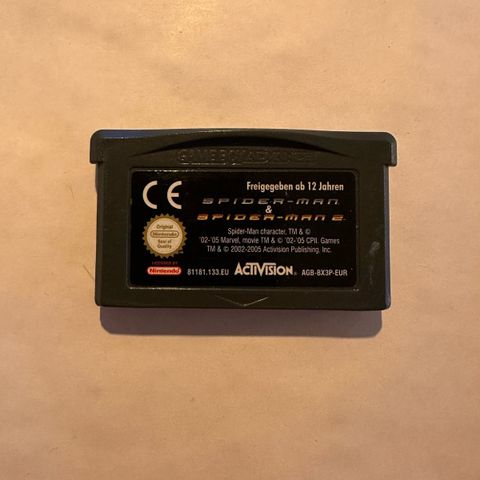 GAME BOY ADVANCE
CE
Freigegeben ab 12 Jahren
SPIDER-MAN
&
SPIDER-MAN 2
Original
Nintendo
Seal of
Quality
Spider-Man character, TM & ©
'02-'05 Marvel, movie TM & © '02-'05 CPII. Games
TM & © 2002-2005 Activision Publishing, Inc.
LICENSED BY
Nintendo
81181.133.EU
ACTIVISION®
AGB-BX3P-EUR